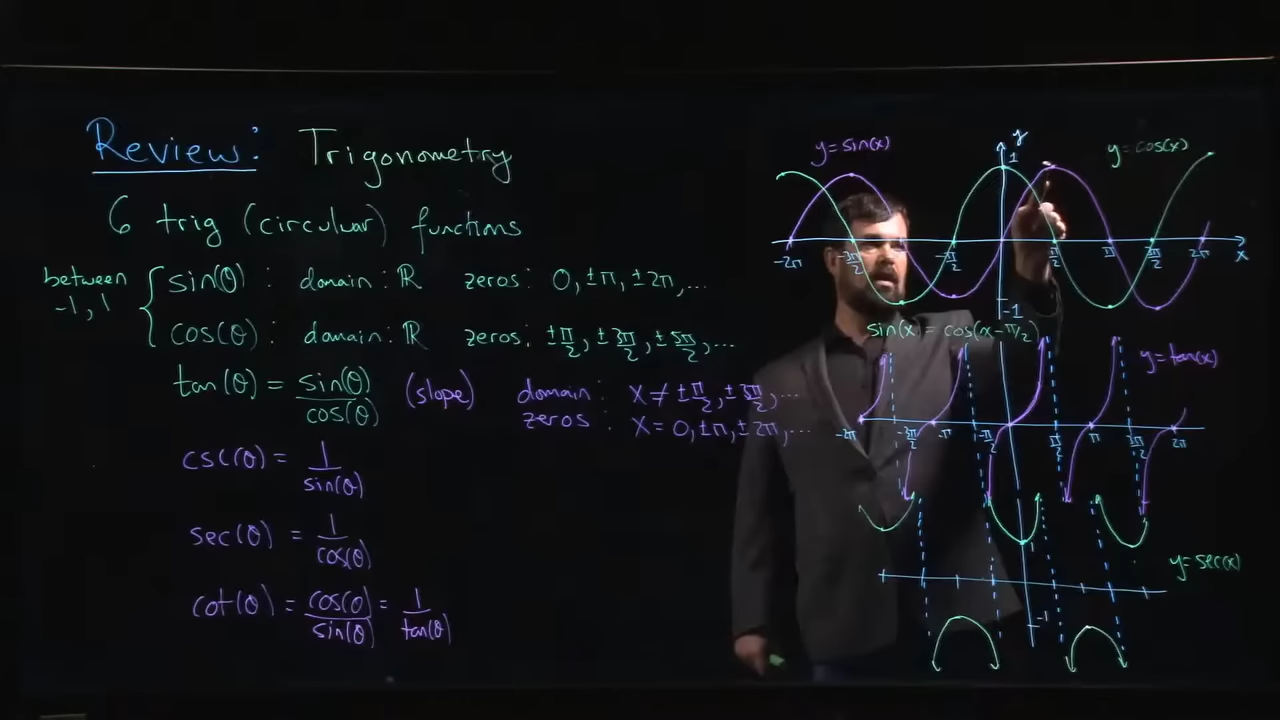 Review: Trigonometry
6 trig (circular) functions
between -1, 1
sin(θ) : domain: ℝ zeros: 0, ±π, ±2π, ...
cos(θ) : domain: ℝ zeros: ±π/2, ±3π/2, ±5π/2, ...
tan(θ) = sin(θ)/cos(θ) (slope) domain: x ≠ ±π/2, ±3π/2, ...
zeros: x = 0, ±π, ±2π, ...
csc(θ) = 1/sin(θ)
sec(θ) = 1/cos(θ)
cot(θ) = cos(θ)/sin(θ) = 1/tan(θ)
y=sin(x) y 1 y=cos(x)
-2π -3π/2 -π/2 π/2 π 3π/2 2π x
-1
sin(x) = cos(x-π/2)
y=tan(x)
-2π -3π/2 -π -π/2 π/2 π 3π/2 2π
y=sec(x)
-1